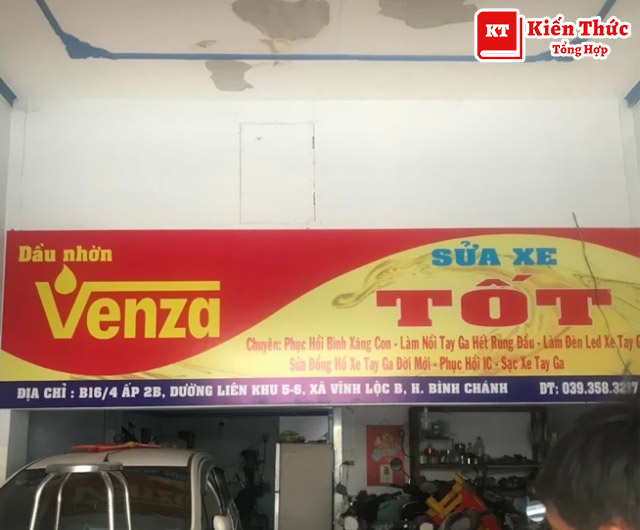 KT Kiến Thức
Tổng Hợp
Dầu nhờn
Venza
SỬA XE
TỐT
Chuyên: Phục Hồi Bình Xăng Con - Làm Nồi Tay Ga Hết Rung Đầu - Làm Đèn Led Xe Tay G
Sửa Đồng Hồ Xe Tay Ga Đời Mới - Phục Hồi IC - Sạc Xe Tay Ga
ĐỊA CHỈ : B16/4 ẤP 2B, DƯỜNG LIÊN KHU 5-6, XÃ VĨNH LỘC B, H. BÌNH CHÁNH
ĐT: 039.358.3217